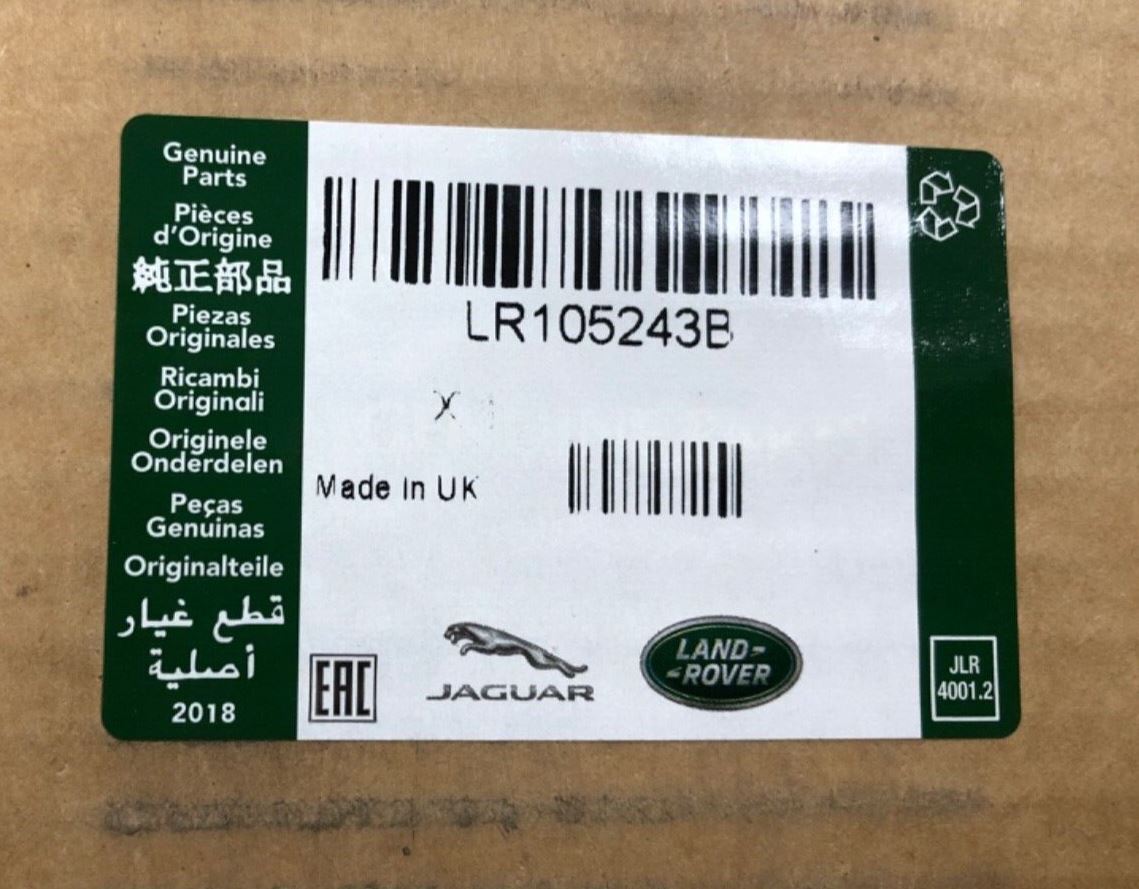 Genuine
Parts
Pièces
d'Origine
純正部品
Piezas
Originales
Ricambi
Originali
Originele
Onderdelen
Peças
Genuinas
Originalteile
قطع غيار
أصلية
2018
LR105243B
X
Made In UK
EAC
JAGUAR
LAND-
-ROVER
JLR
4001.2